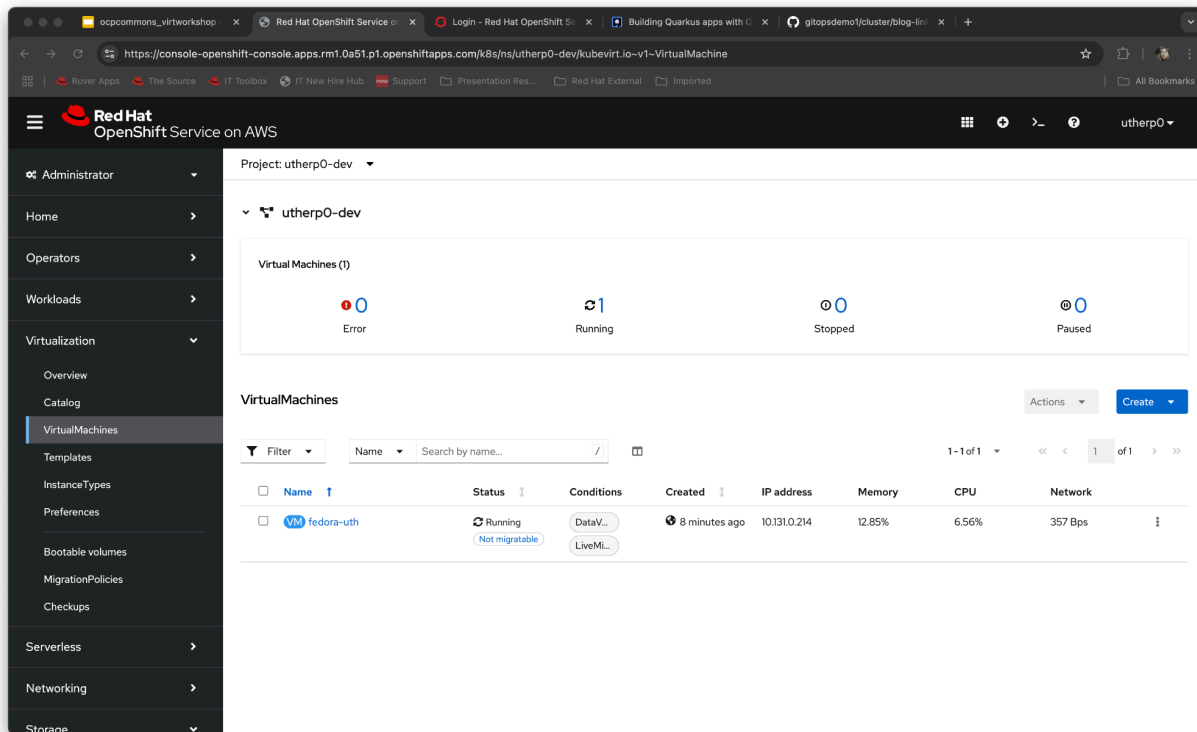 ocpcommons_virtworkshop -
Red Hat OpenShift Service on
Login - Red Hat OpenShift Se
Building Quarkus apps with Q
gitopsdemo1/cluster/blog-link
https://console-openshift-console.apps.rm1.0a51.p1.openshiftapps.com/k8s/ns/utherp0-dev/kubevirt.io~v1~VirtualMachine
Rover Apps The Source IT Toolbox IT New Hire Hub now Support Presentation Res... Red Hat External Imported All Bookmarks
Red Hat
OpenShift Service on AWS
utherp0
Administrator
Home
Operators
Workloads
Virtualization
Overview
Catalog
VirtualMachines
Templates
InstanceTypes
Preferences
Bootable volumes
MigrationPolicies
Checkups
Serverless
Networking
Storage
Project: utherp0-dev
utherp0-dev
Virtual Machines (1)
0 1 0 0
Error Running Stopped Paused
VirtualMachines
Actions Create
Filter Name Search by name... / 1 - 1 of 1 1 of 1
Name Status Conditions Created IP address Memory CPU Network
VM fedora-uth Running DataV... 8 minutes ago 10.131.0.214 12.85% 6.56% 357 Bps
Not migratable LiveMi...